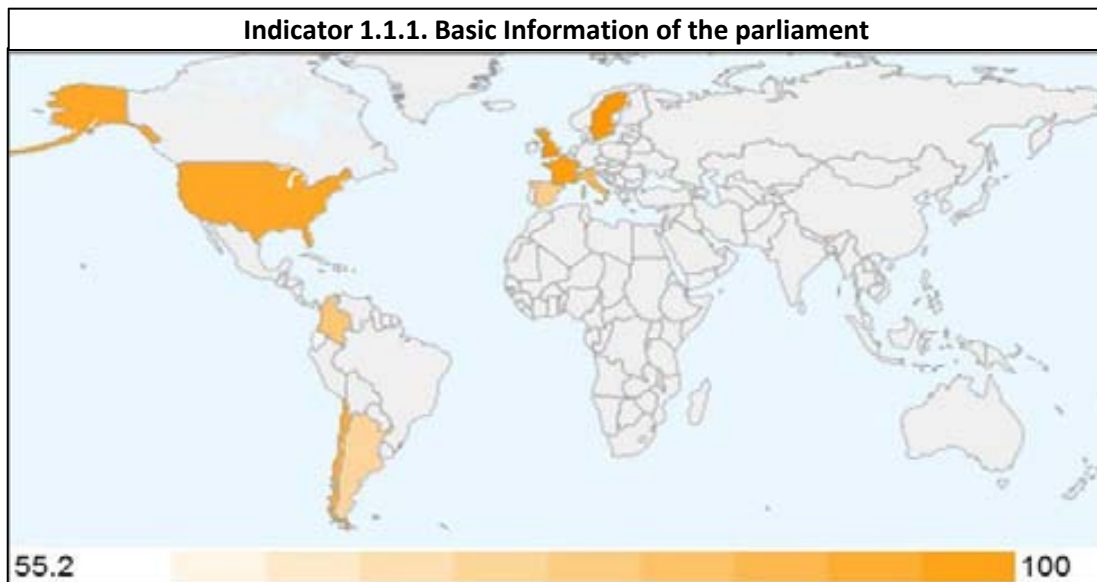 Indicator 1.1.1. Basic Information of the parliament
55.2
100